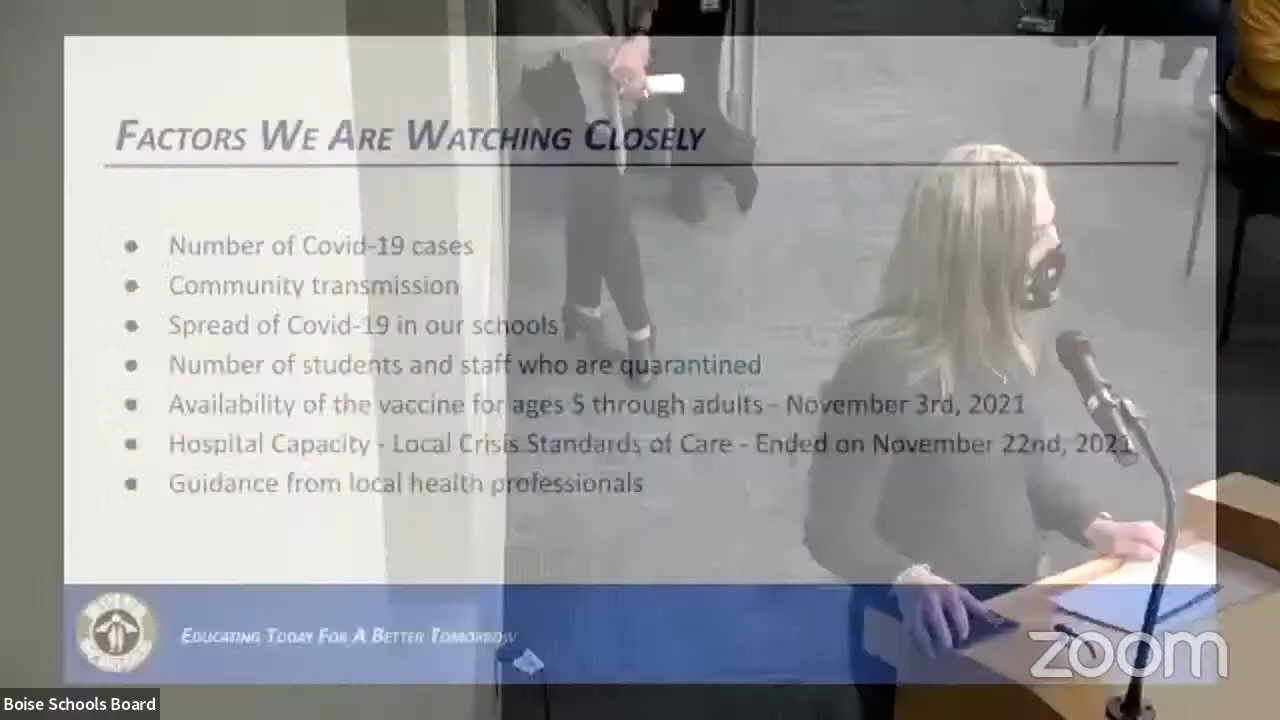 Factors We Are Watching Closely
● Number of Covid-19 cases
● Community transmission
● Spread of Covid-19 in our schools
● Number of students and staff who are quarantined
● Availability of the vaccine for ages 5 through adults - November 3rd, 2021
● Hospital Capacity - Local Crisis Standards of Care - Ended on November 22nd, 2021
● Guidance from local health professionals
Educating Today For A Better Tomorrow
zoom
Boise Schools Board